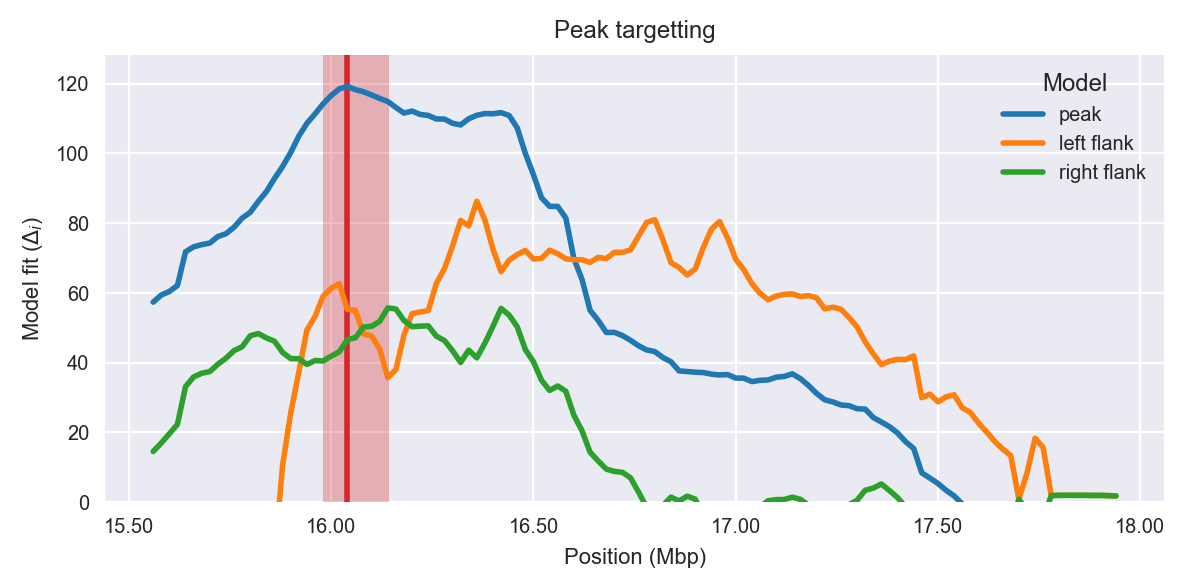 Peak targetting
Model fit (Δi)
120
100
80
60
40
20
0
Model
peak
left flank
right flank
15.50 16.00 16.50 17.00 17.50 18.00
Position (Mbp)